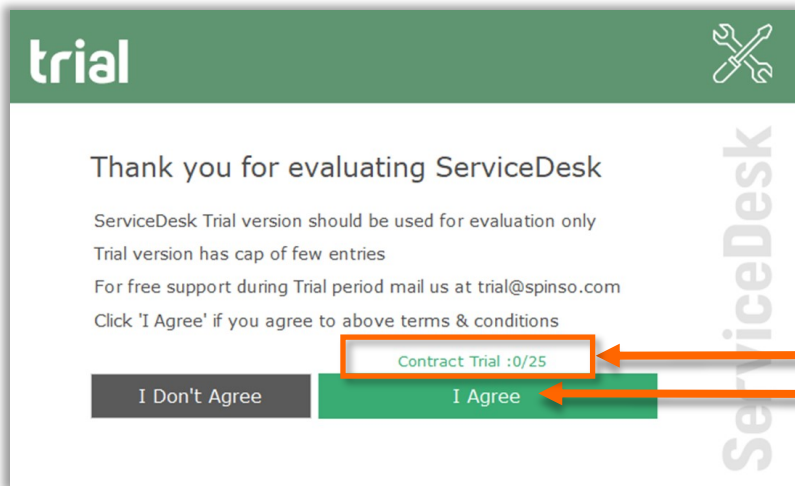 trial
Thank you for evaluating ServiceDesk
ServiceDesk Trial version should be used for evaluation only
Trial version has cap of few entries
For free support during Trial period mail us at trial@spinso.com
Click 'I Agree' if you agree to above terms & conditions
Contract Trial :0/25
I Don't Agree
I Agree
ServiceDesk